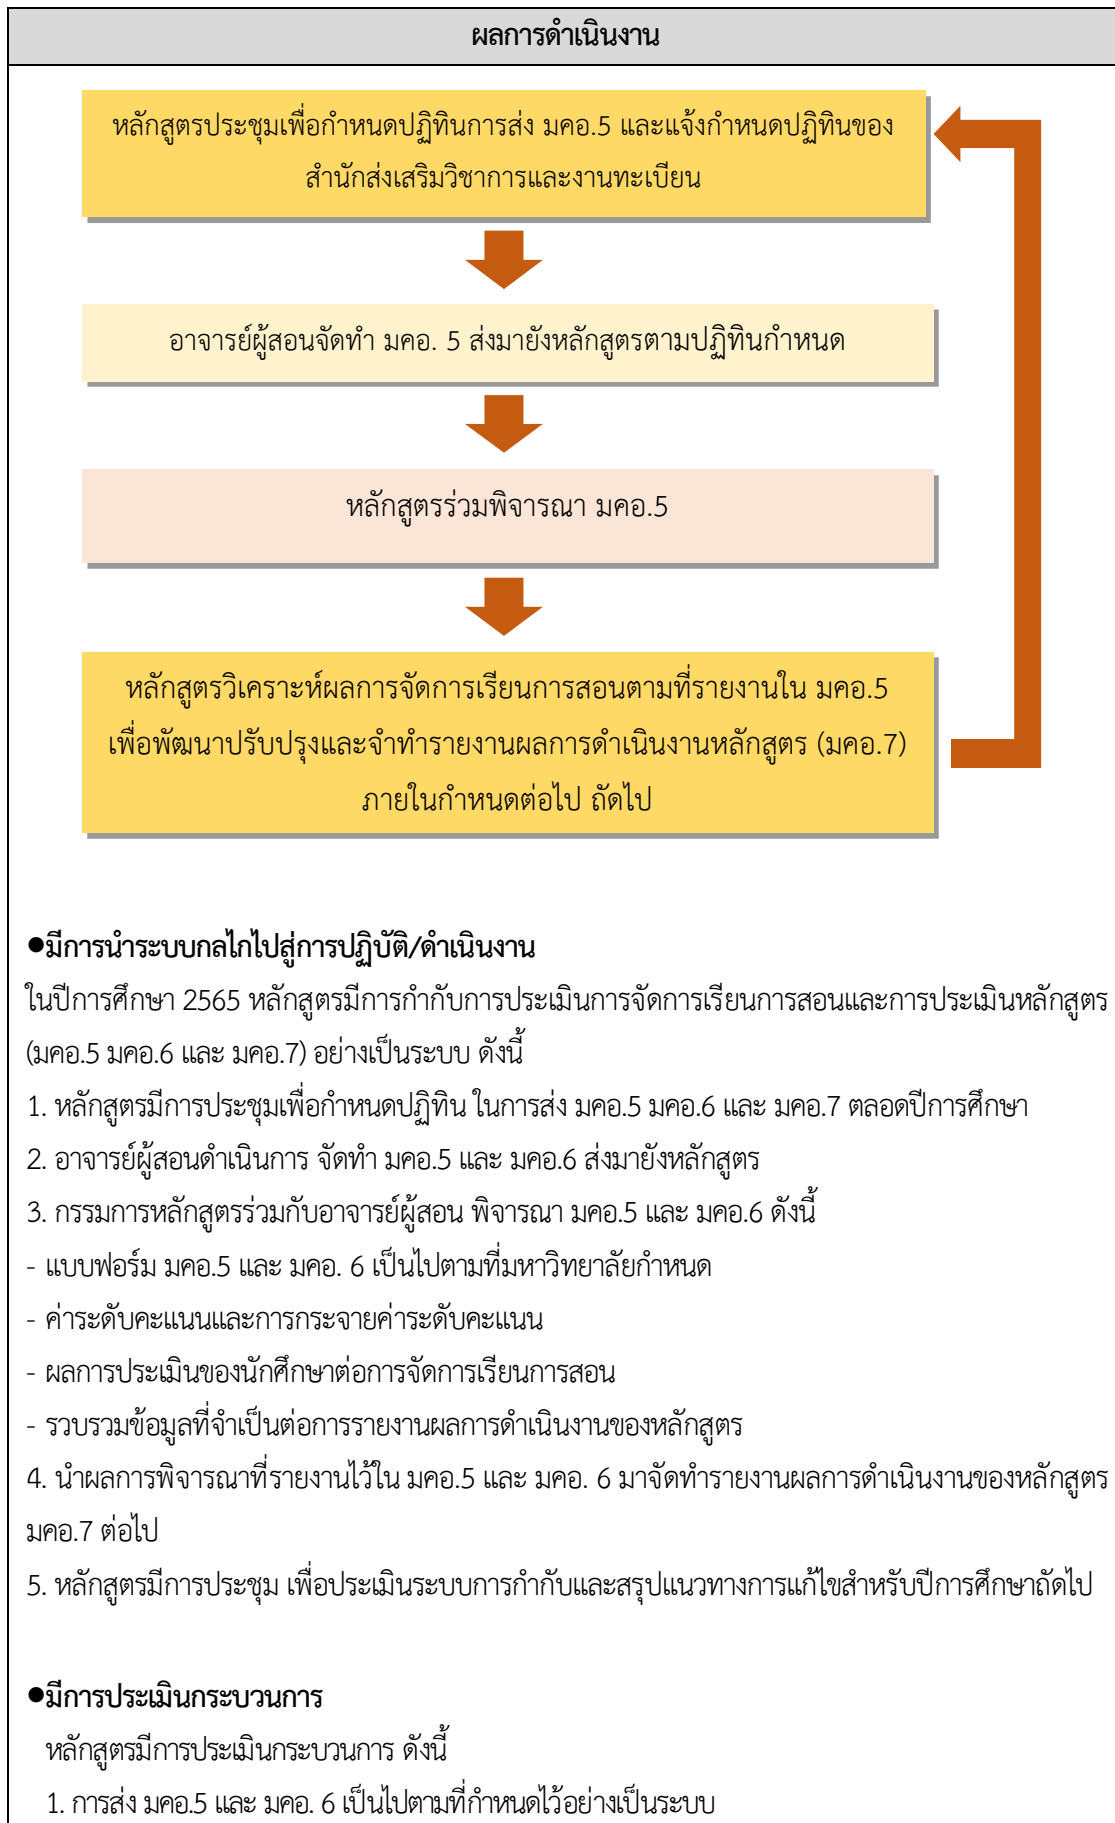 ผลการดำเนินงาน
หลักสูตรประชุมเพื่อกำหนดปฏิทินการส่ง มคอ.5 และแจ้งกำหนดปฏิทินของ
สำนักส่งเสริมวิชาการและงานทะเบียน
อาจารย์ผู้สอนจัดทำ มคอ. 5 ส่งมายังหลักสูตรตามปฏิทินกำหนด
หลักสูตรร่วมพิจารณา มคอ.5
หลักสูตรวิเคราะห์ผลการจัดการเรียนการสอนตามที่รายงานใน มคอ.5
เพื่อพัฒนาปรับปรุงและจำทำรายงานผลการดำเนินงานหลักสูตร (มคอ.7)
ภายในกำหนดต่อไป ถัดไป
●มีการนำระบบกลไกไปสู่การปฏิบัติ/ดำเนินงาน
ในปีการศึกษา 2565 หลักสูตรมีการกำกับการประเมินการจัดการเรียนการสอนและการประเมินหลักสูตร
(มคอ.5 มคอ.6 และ มคอ.7) อย่างเป็นระบบ ดังนี้
1. หลักสูตรมีการประชุมเพื่อกำหนดปฏิทิน ในการส่ง มคอ.5 มคอ.6 และ มคอ.7 ตลอดปีการศึกษา
2. อาจารย์ผู้สอนดำเนินการ จัดทำ มคอ.5 และ มคอ.6 ส่งมายังหลักสูตร
3. กรรมการหลักสูตรร่วมกับอาจารย์ผู้สอน พิจารณา มคอ.5 และ มคอ.6 ดังนี้
- แบบฟอร์ม มคอ.5 และ มคอ. 6 เป็นไปตามที่มหาวิทยาลัยกำหนด
- ค่าระดับคะแนนและการกระจายค่าระดับคะแนน
- ผลการประเมินของนักศึกษาต่อการจัดการเรียนการสอน
- รวบรวมข้อมูลที่จำเป็นต่อการรายงานผลการดำเนินงานของหลักสูตร
4. นำผลการพิจารณาที่รายงานไว้ใน มคอ.5 และ มคอ. 6 มาจัดทำรายงานผลการดำเนินงานของหลักสูตร
มคอ.7 ต่อไป
5. หลักสูตรมีการประชุม เพื่อประเมินระบบการกำกับและสรุปแนวทางการแก้ไขสำหรับปีการศึกษาถัดไป
●มีการประเมินกระบวนการ
หลักสูตรมีการประเมินกระบวนการ ดังนี้
1. การส่ง มคอ.5 และ มคอ. 6 เป็นไปตามที่กำหนดไว้อย่างเป็นระบบ